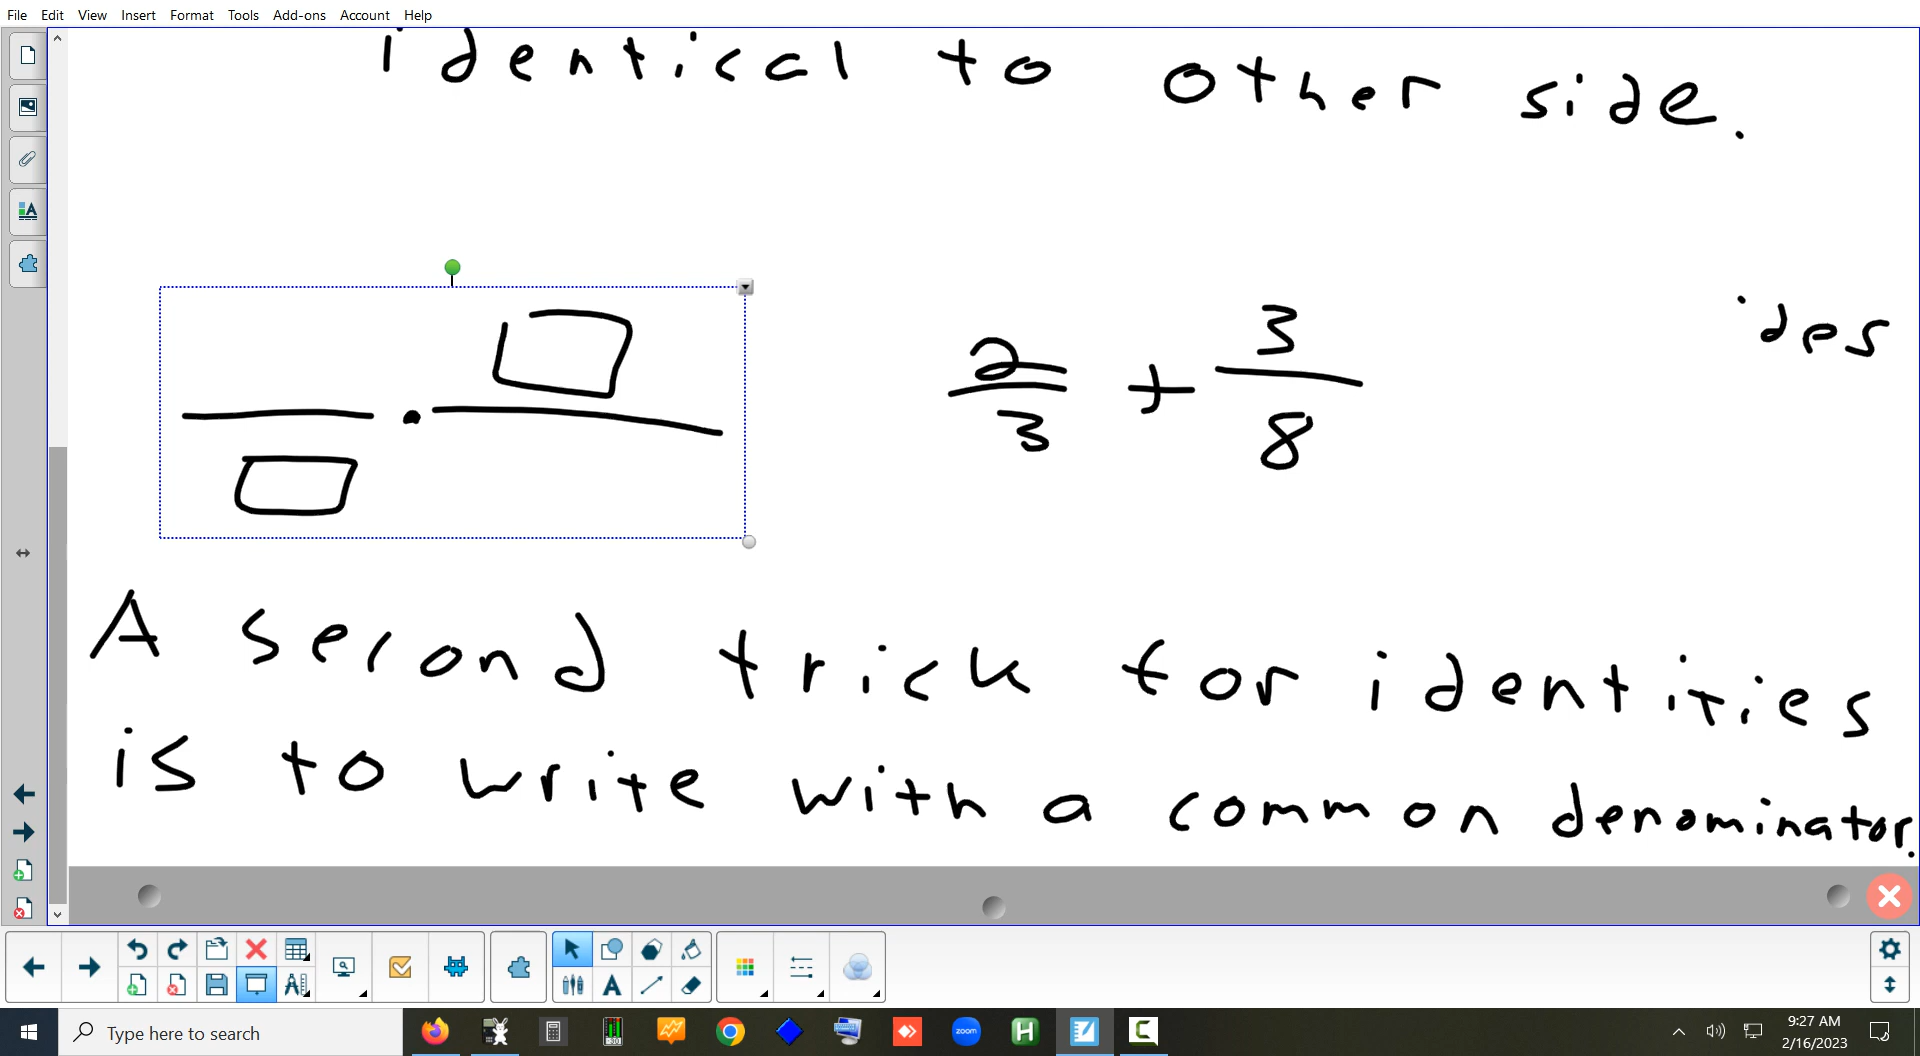 File Edit View Insert Format Tools Add-ons Account Help
identical to other side.
2/3 + 3/8
ides
A second trick for identities
is to write with a common denominator.
A
Type here to search
zoom
H
C
9:27 AM
2/16/2023